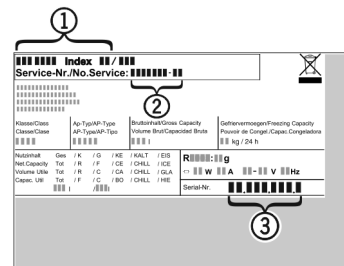 1
Index /
Service-Nr./No.Service: -
2
Klasse/Class Ap-Typ/AP-Type Bruttoinhalt/Gross Capacity Gefriervermoegen/Freezing Capacity
Classe/Clase AP-Type/AP-Tipo Volume Brut/Capacidad Bruta Pouvoir de Congel./Capac.Congeladora
l kg / 24 h
Nutzinhalt Ges / K / G / KE / KALT / EIS
Net.Capacity Tot / R / F / CE / CHILL / ICE
Volume Utile Tot / R / C / CA / CHILL / GLA
Capac. Util Tot / F / C / BO / CHILL / HIE
l / l
R : g
W A - V Hz
Serial-Nr. . . .
3